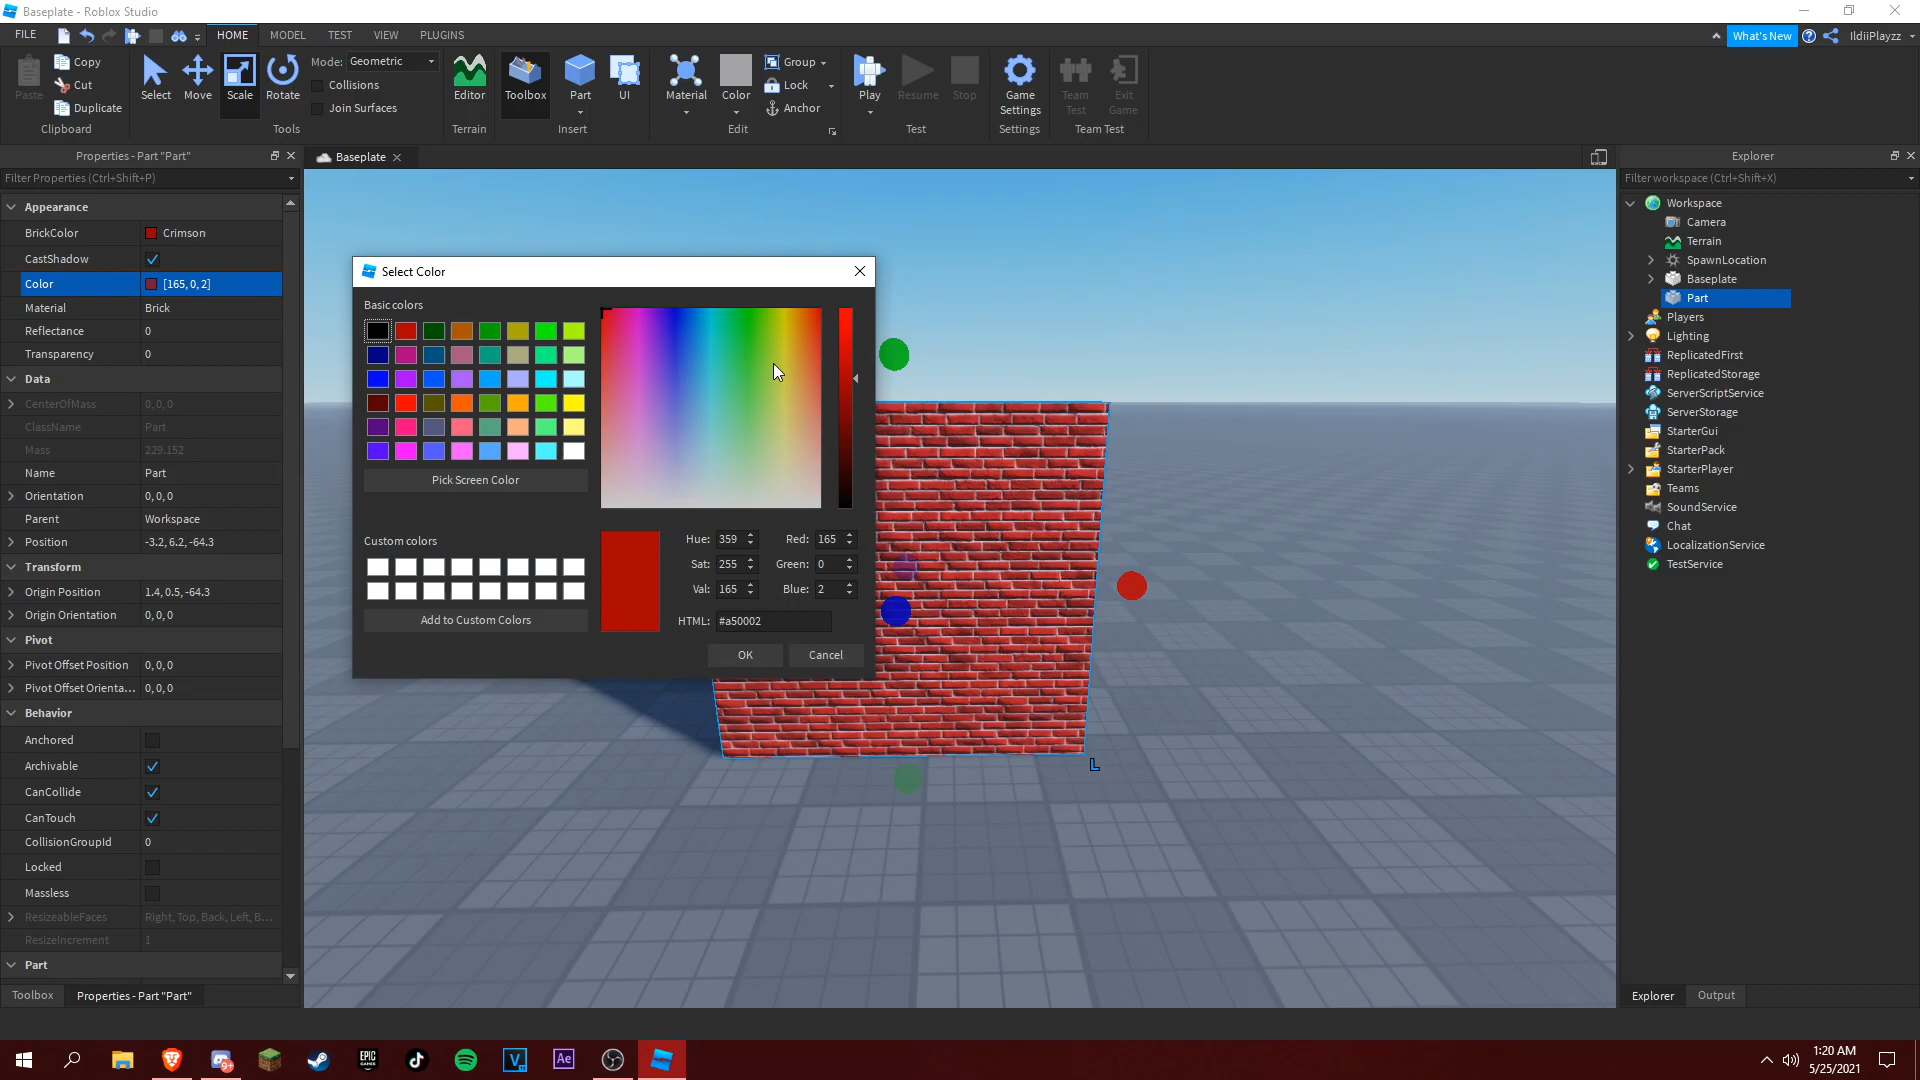 Baseplate - Roblox Studio
FILE HOME MODEL TEST VIEW PLUGINS What's New IldiiPlayzz
Paste Copy Cut Duplicate Clipboard
Select Move Scale Rotate Mode: Geometric Collisions Join Surfaces Tools
Editor Terrain
Toolbox Part UI Insert
Material Color Group Lock Anchor Edit
Play Resume Stop Test
Game Settings Settings
Team Test Exit Game Team Test
Properties - Part "Part"
Filter Properties (Ctrl+Shift+P)
Appearance
BrickColor Crimson
CastShadow
Color [165, 0, 2]
Material Brick
Reflectance 0
Transparency 0
Data
CenterOfMass 0, 0, 0
ClassName Part
Mass 229.152
Name Part
Orientation 0, 0, 0
Parent Workspace
Position -3.2, 6.2, -64.3
Transform
Origin Position 1.4, 0.5, -64.3
Origin Orientation 0, 0, 0
Pivot
Pivot Offset Position 0, 0, 0
Pivot Offset Orienta... 0, 0, 0
Behavior
Anchored
Archivable
CanCollide
CanTouch
CollisionGroupId 0
Locked
Massless
ResizeableFaces Right, Top, Back, Left, B...
ResizeIncrement 1
Part
Toolbox Properties - Part "Part"
Baseplate
Select Color
Basic colors
Pick Screen Color
Custom colors
Add to Custom Colors
Hue: 359 Red: 165
Sat: 255 Green: 0
Val: 165 Blue: 2
HTML: #a50002
OK Cancel
L
Explorer
Filter workspace (Ctrl+Shift+X)
Workspace
Camera
Terrain
SpawnLocation
Baseplate
Part
Players
Lighting
ReplicatedFirst
ReplicatedStorage
ServerScriptService
ServerStorage
StarterGui
StarterPack
StarterPlayer
Teams
SoundService
Chat
LocalizationService
TestService
Explorer Output
9+
EPIC GAMES
V
Ae
1:20 AM
5/25/2021